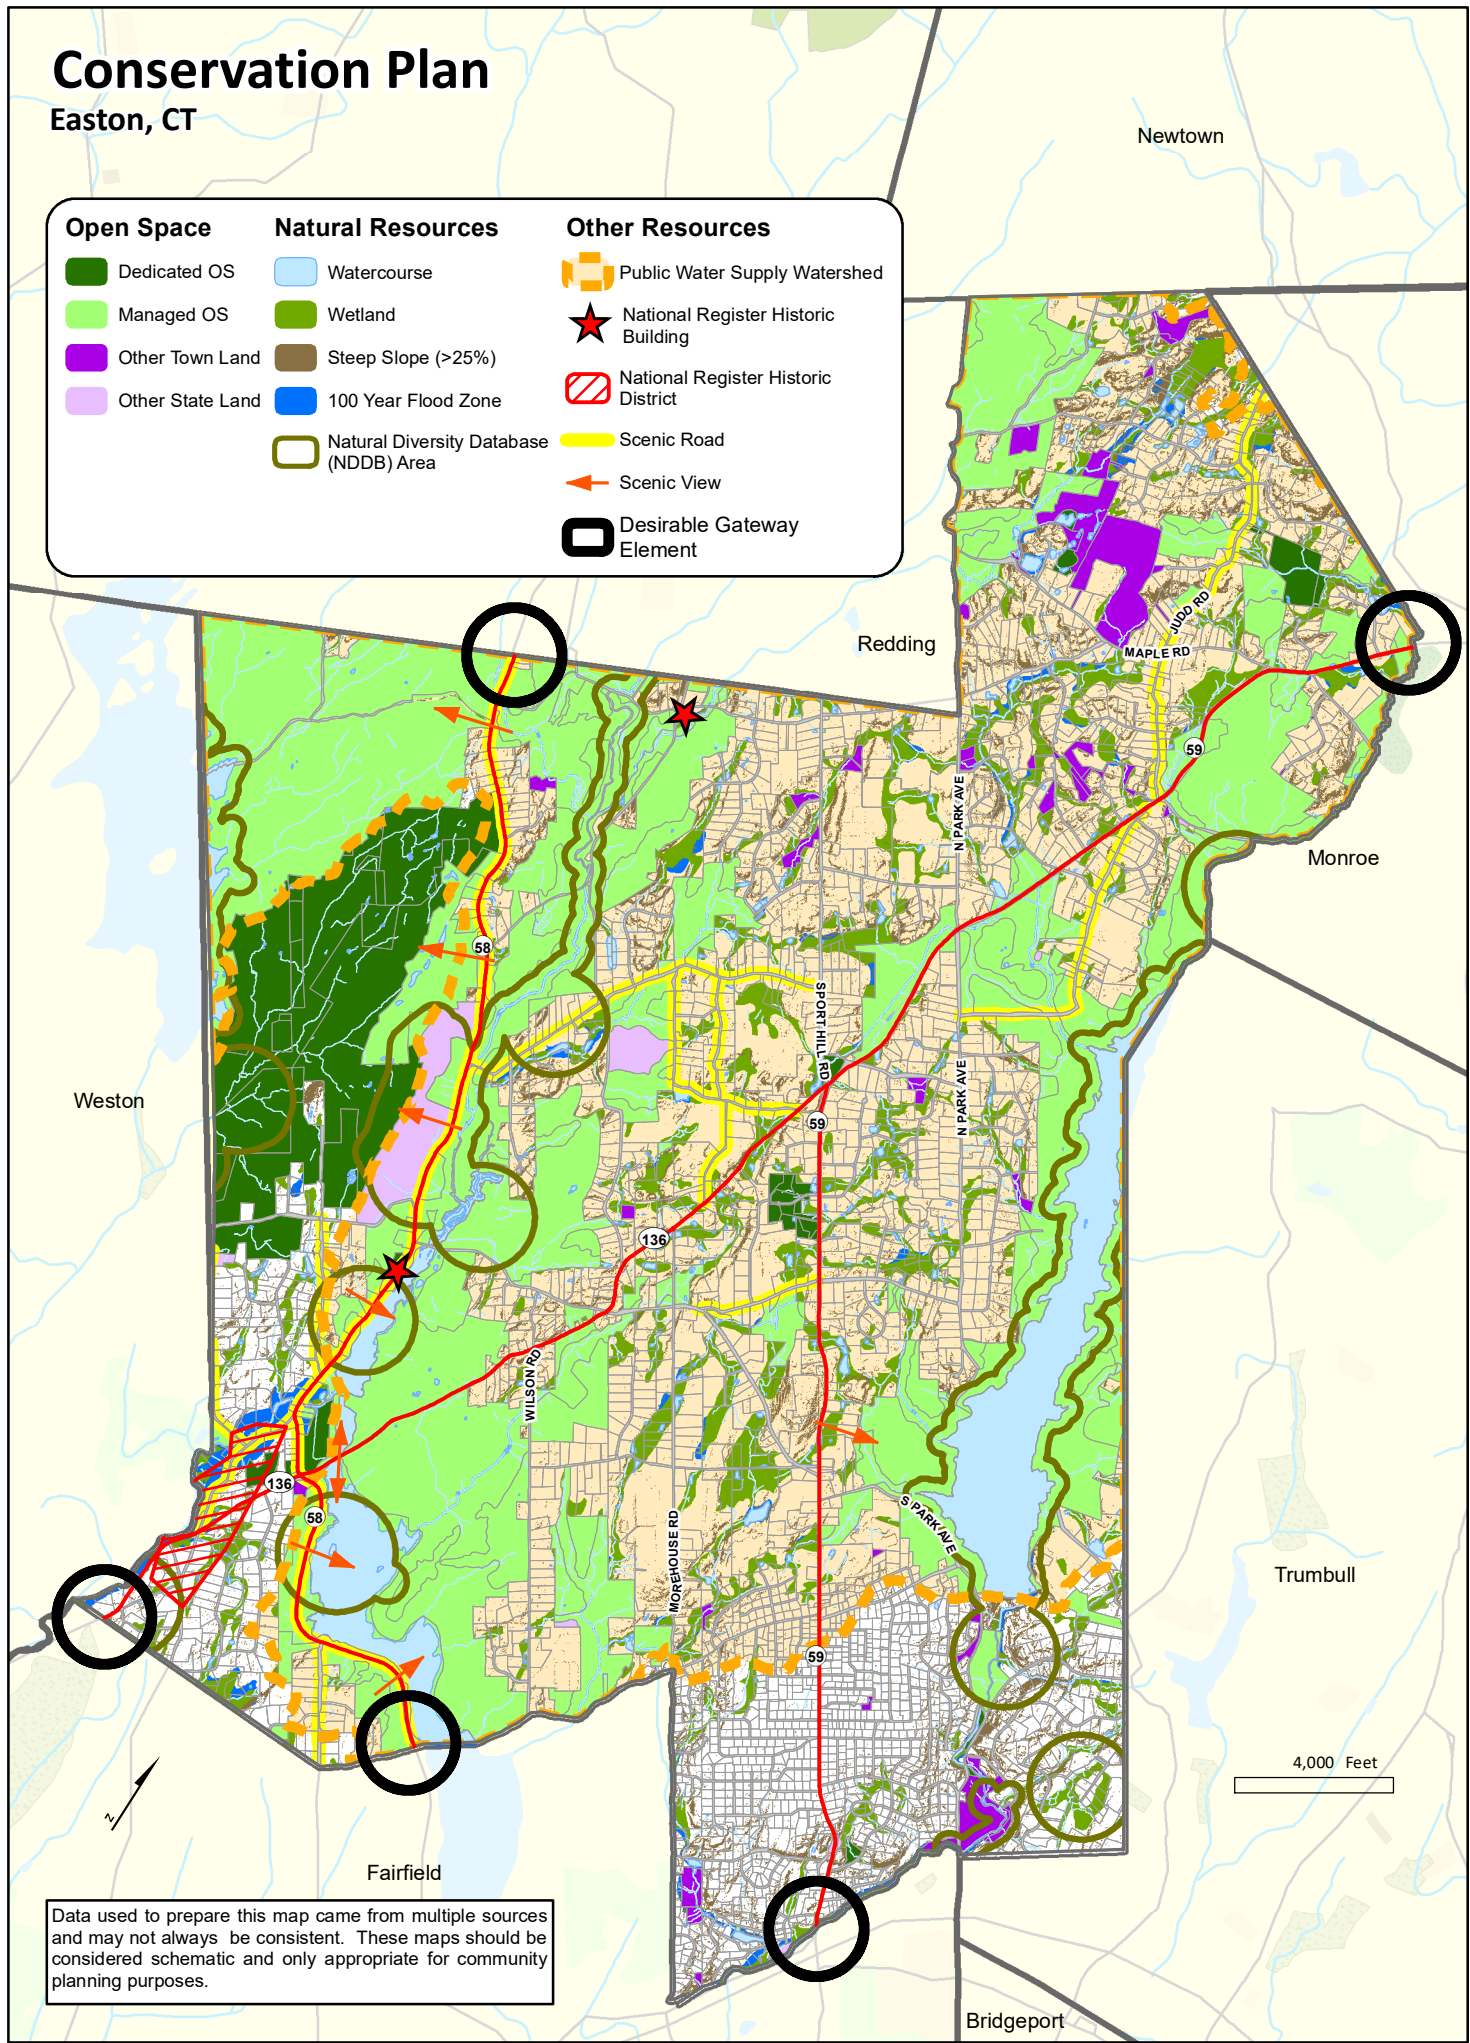 Conservation Plan
Easton, CT
Open Space
Dedicated OS
Managed OS
Other Town Land
Other State Land
Natural Resources
Watercourse
Wetland
Steep Slope (>25%)
100 Year Flood Zone
Natural Diversity Database
(NDDB) Area
Other Resources
Public Water Supply Watershed
National Register Historic
Building
National Register Historic
District
Scenic Road
Scenic View
Desirable Gateway
Element
Newtown
Redding
JUDD RD
MAPLE RD
59
N PARK AVE
Monroe
58
SPORT HILL RD
Weston
N PARK AVE
59
136
WILSON RD
136
58
S PARK AVE
MOREHOUSE RD
Trumbull
59
4,000 Feet
N
Fairfield
Data used to prepare this map came from multiple sources
and may not always be consistent. These maps should be
considered schematic and only appropriate for community
planning purposes.
Bridgeport